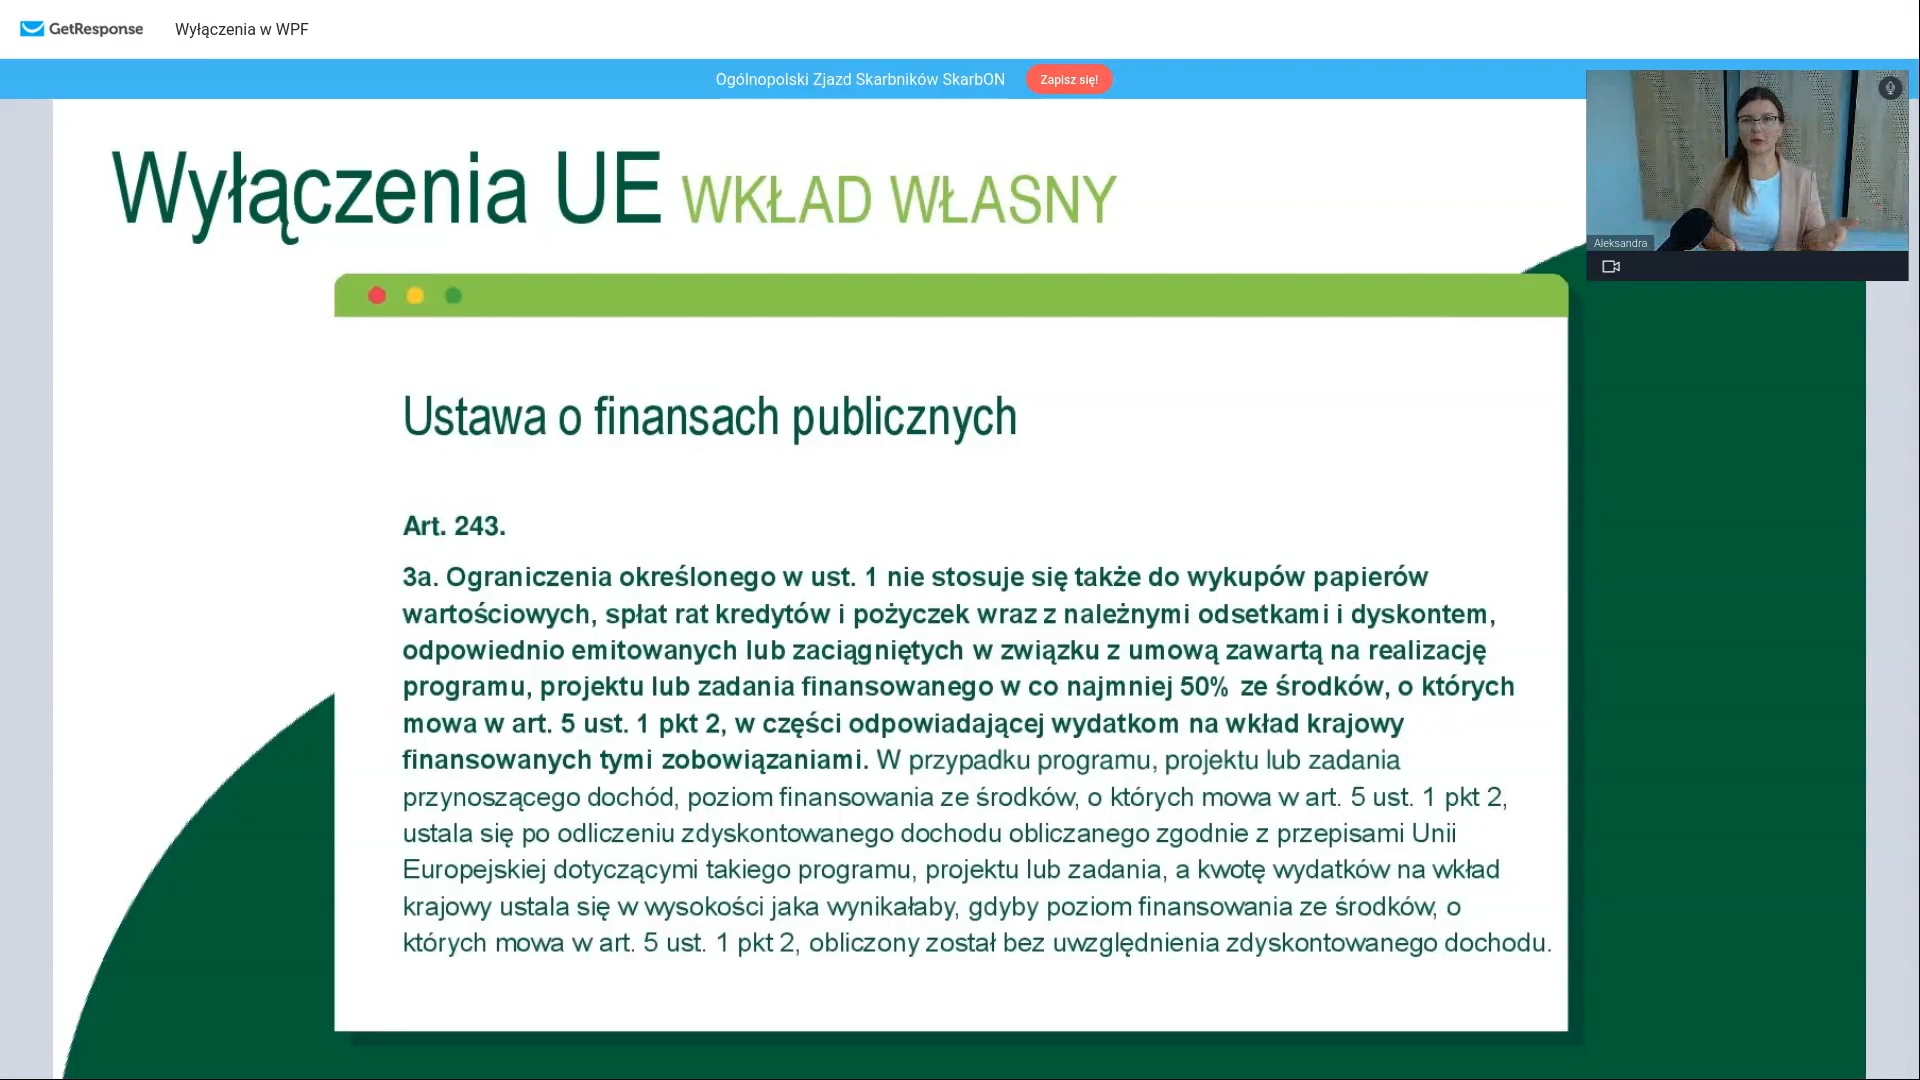 GetResponse
Wyłączenia w WPF
Ogólnopolski Zjazd Skarbników SkarbON
Zapisz się!
Wyłączenia UE WKŁAD WŁASNY
Aleksandra
Ustawa o finansach publicznych
Art. 243.
3a. Ograniczenia określonego w ust. 1 nie stosuje się także do wykupów papierów
wartościowych, spłat rat kredytów i pożyczek wraz z należnymi odsetkami i dyskontem,
odpowiednio emitowanych lub zaciągniętych w związku z umową zawartą na realizację
programu, projektu lub zadania finansowanego w co najmniej 50% ze środków, o których
mowa w art. 5 ust. 1 pkt 2, w części odpowiadającej wydatkom na wkład krajowy
finansowanych tymi zobowiązaniami. W przypadku programu, projektu lub zadania
przynoszącego dochód, poziom finansowania ze środków, o których mowa w art. 5 ust. 1 pkt 2,
ustala się po odliczeniu zdyskontowanego dochodu obliczanego zgodnie z przepisami Unii
Europejskiej dotyczącymi takiego programu, projektu lub zadania, a kwotę wydatków na wkład
krajowy ustala się w wysokości jaka wynikałaby, gdyby poziom finansowania ze środków, o
których mowa w art. 5 ust. 1 pkt 2, obliczony został bez uwzględnienia zdyskontowanego dochodu.